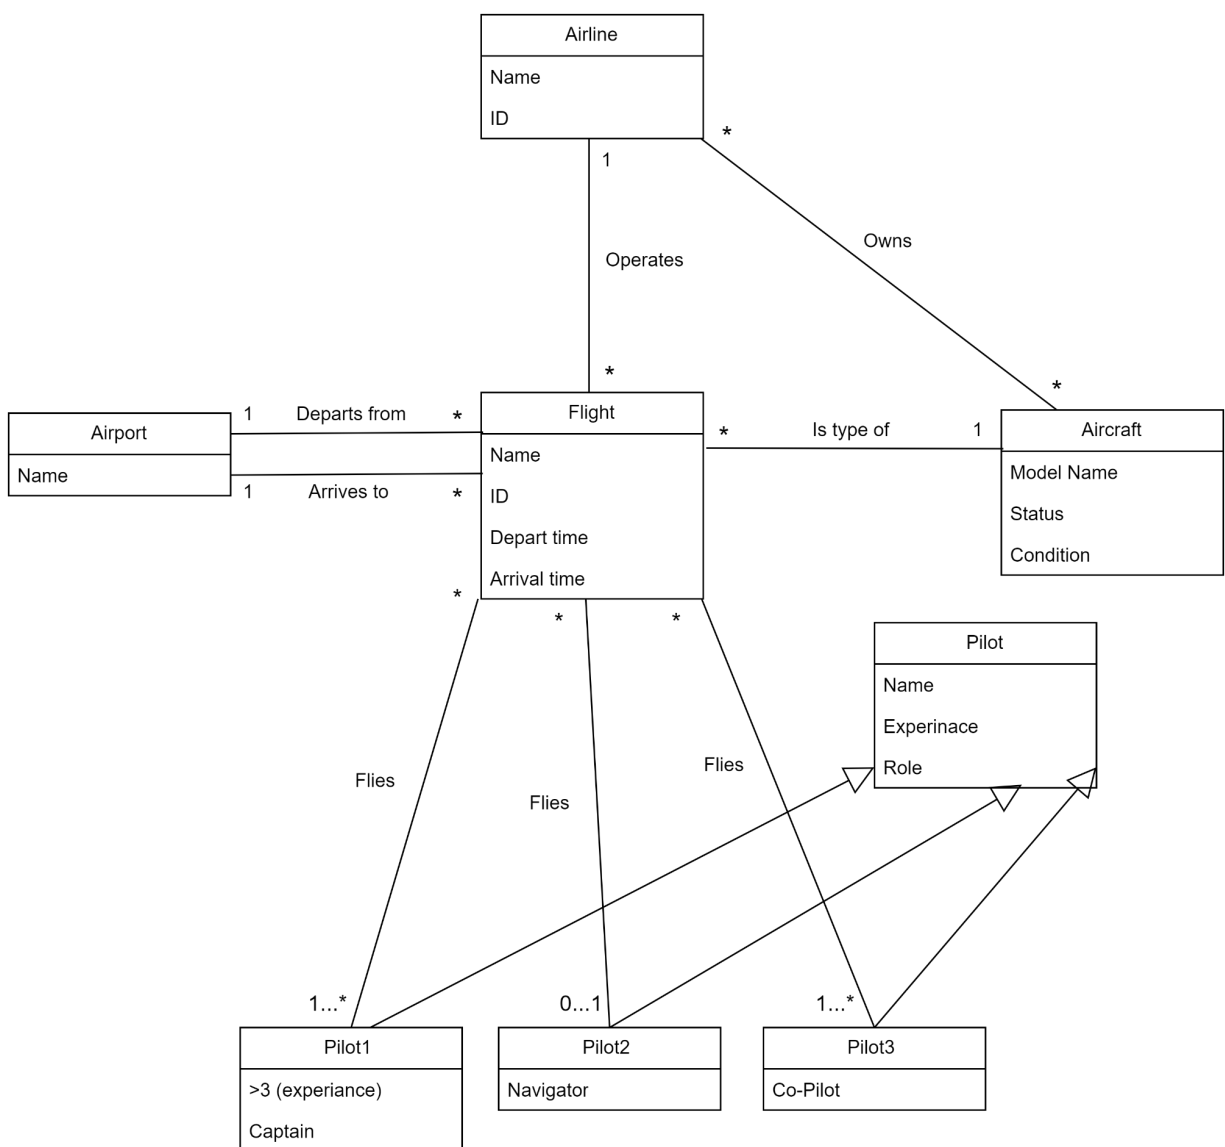 Airline
Name
ID
*
1
Owns
Operates
*
*
Airport
Name
1
Departs from
*
1
Arrives to
*
Flight
Name
ID
Depart time
Arrival time
*
Is type of
1
Aircraft
Model Name
Status
Condition
*
*
*
Pilot
Name
Experinace
Role
Flies
Flies
Flies
1...*
0...1
1...*
Pilot1
>3 (experiance)
Captain
Pilot2
Navigator
Pilot3
Co-Pilot